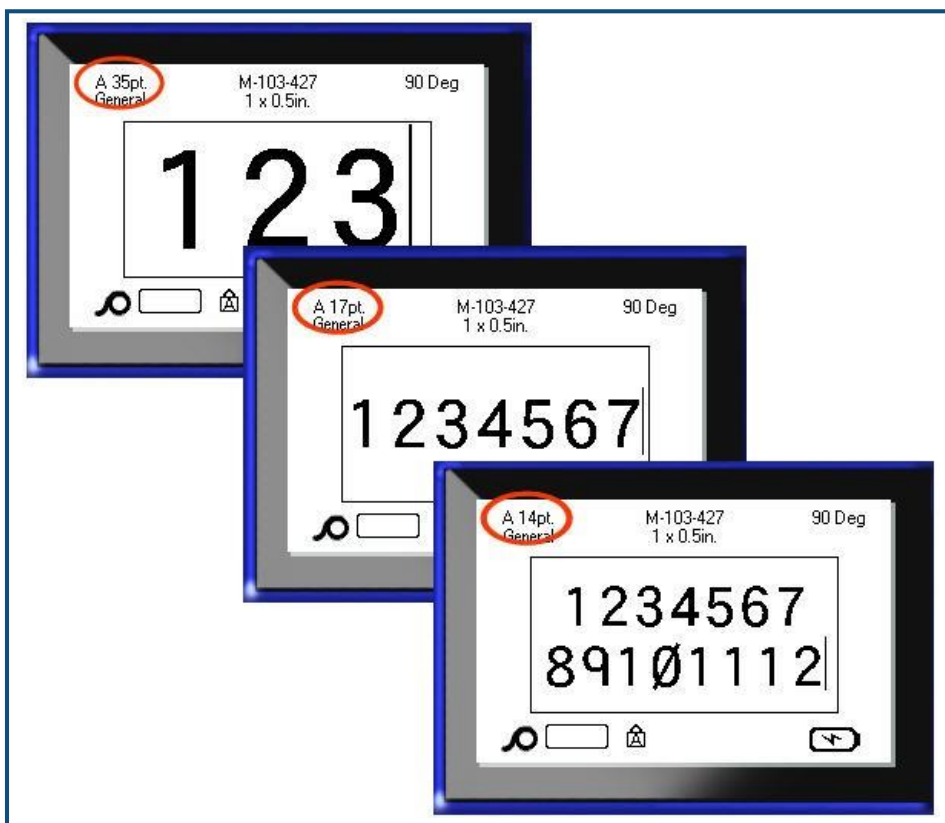 A 35pt.
M-103-427
90 Deg
General
1 x 0.5in.
123
A
A 17pt.
M-103-427
90 Deg
General
1 x 0.5in.
1234567
A 14pt.
M-103-427
90 Deg
General
1 x 0.5in.
1234567
89101112
A